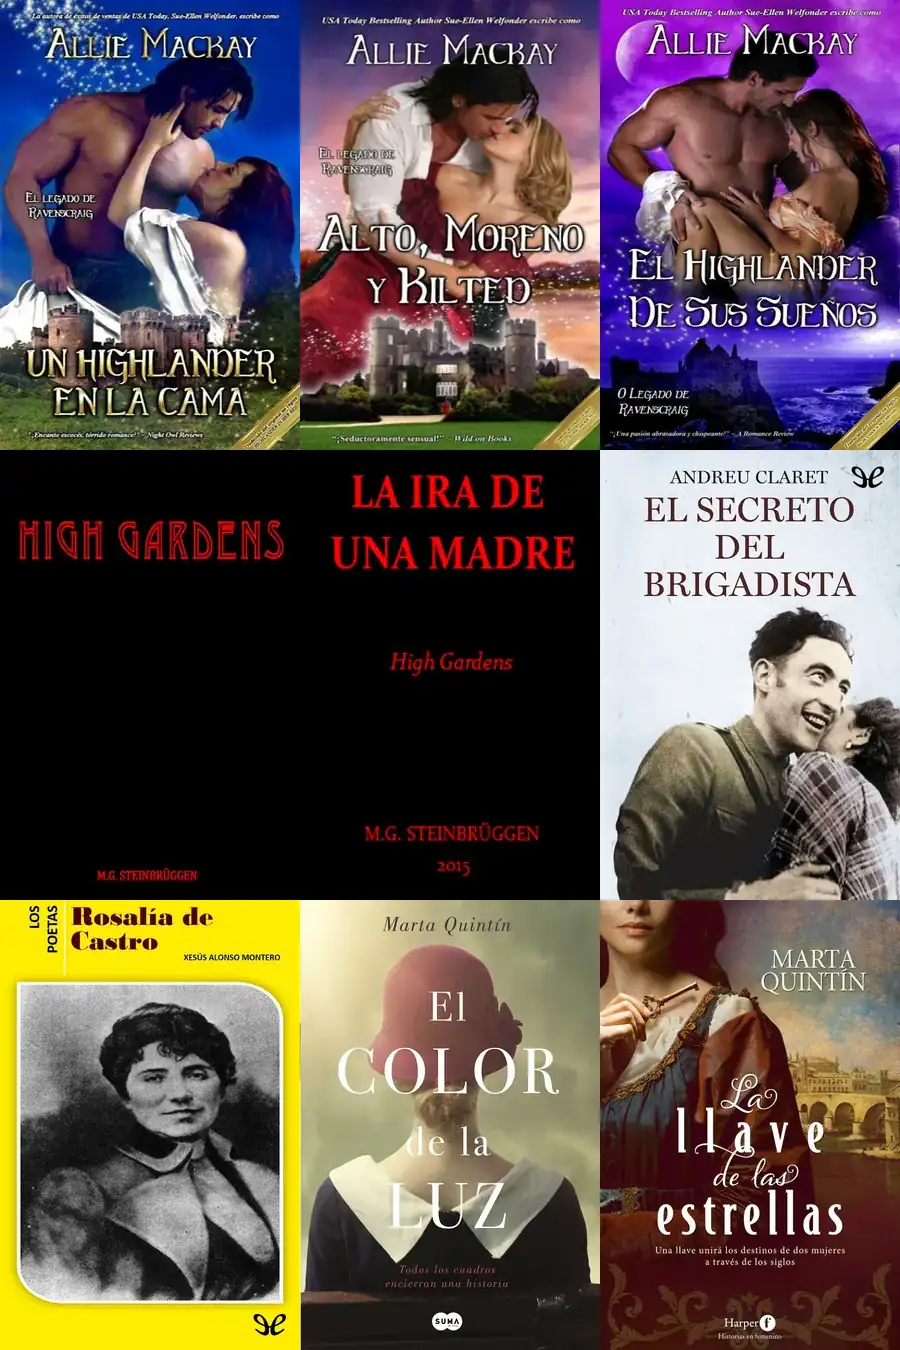 La autora de éxitos de ventas de USA Today, Sue-Ellen Welfonder, escribe como
ALLIE MACKAY
EL LEGADO DE
RAVENSCRAIG
UN HIGHLANDER
EN LA CAMA
"¡Encanto escocés, tórrido romance!" ~ Night Owl Reviews
USA Today Bestselling Author Sue-Ellen Welfonder escribe como
ALLIE MACKAY
EL LEGADO DE
RAVENSCRAIG
ALTO, MORENO
Y KILTED
"¡Seductoramente sensual!" ~ Wild on Books
USA Today Bestselling Author Sue-Ellen Welfonder escribe como
ALLIE MACKAY
EL HIGHLANDER
DE SUS SUEÑOS
O LEGADO DE
RAVENSCRAIG
"¡Una pasión abrasadora y chispeante!" ~ A Romance Review
HIGH GARDENS
M.G. STEINBRÜGGEN
LA IRA DE
UNA MADRE
High Gardens
M.G. STEINBRÜGGEN
2015
ANDREU CLARET
EL SECRETO
DEL
BRIGADISTA
LOS
POETAS
Rosalía de
Castro
XESÚS ALONSO MONTERO
Marta Quintín
El
COLOR
de la
LUZ
Todos los cuadros
encierran una historia
SUMA
MARTA
QUINTÍN
La
llave
de las
estrellas
Una llave unirá los destinos de dos mujeres
a través de los siglos
Harper F
Historias en femenino